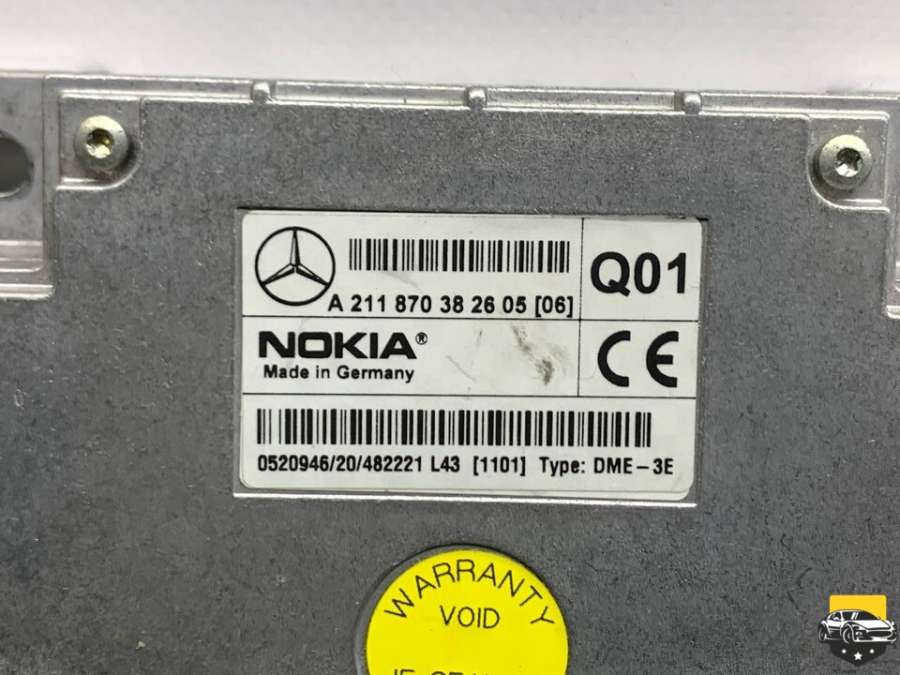 A 211 870 38 26 05 [06]
Q01
NOKIA®
Made in Germany
CE
0520946/20/482221 L43 [1101] Type: DME-3E
WARRANTY
VOID
IF